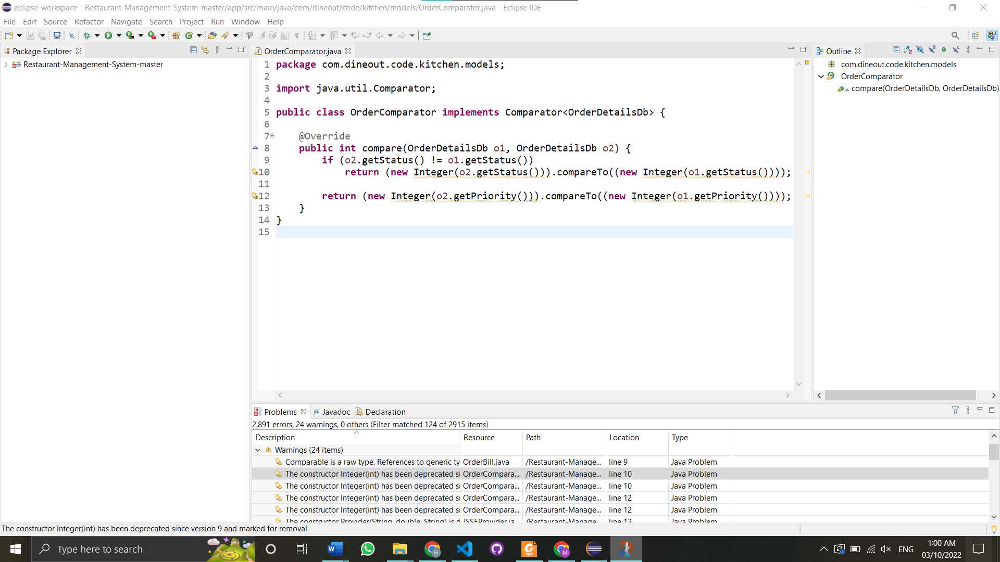 eclipse-workspace - Restaurant-Management-System-master/app/src/main/java/com/dineout/code/kitchen/models/OrderComparator.java - Eclipse IDE
File Edit Source Refactor Navigate Search Project Run Window Help
Package Explorer
Restaurant-Management-System-master
OrderComparator.java
1 package com.dineout.code.kitchen.models;
2
3 import java.util.Comparator;
4
5 public class OrderComparator implements Comparator<OrderDetailsDb> {
6
7 @Override
8 public int compare(OrderDetailsDb o1, OrderDetailsDb o2) {
9 if (o2.getStatus() != o1.getStatus())
10 return (new Integer(o2.getStatus())).compareTo((new Integer(o1.getStatus())));
11
12 return (new Integer(o2.getPriority())).compareTo((new Integer(o1.getPriority())));
13 }
14 }
15
Outline
com.dineout.code.kitchen.models
OrderComparator
compare(OrderDetailsDb, OrderDetailsDb)
Problems @ Javadoc Declaration
2,891 errors, 24 warnings, 0 others (Filter matched 124 of 2915 items)
Description Resource Path Location Type
Warnings (24 items)
Comparable is a raw type. References to generic ty OrderBill.java /Restaurant-Manage... line 9 Java Problem
The constructor Integer(int) has been deprecated si OrderCompara... /Restaurant-Manage... line 10 Java Problem
The constructor Integer(int) has been deprecated si OrderCompara... /Restaurant-Manage... line 10 Java Problem
The constructor Integer(int) has been deprecated si OrderCompara... /Restaurant-Manage... line 12 Java Problem
The constructor Integer(int) has been deprecated si OrderCompara... /Restaurant-Manage... line 12 Java Problem
The constructor Provider(String, double, String) is d JSSEProvider.ja /Restaurant-Manage line 12 Java Problem
The constructor Integer(int) has been deprecated since version 9 and marked for removal
Type here to search
ENG
1:00 AM
03/10/2022